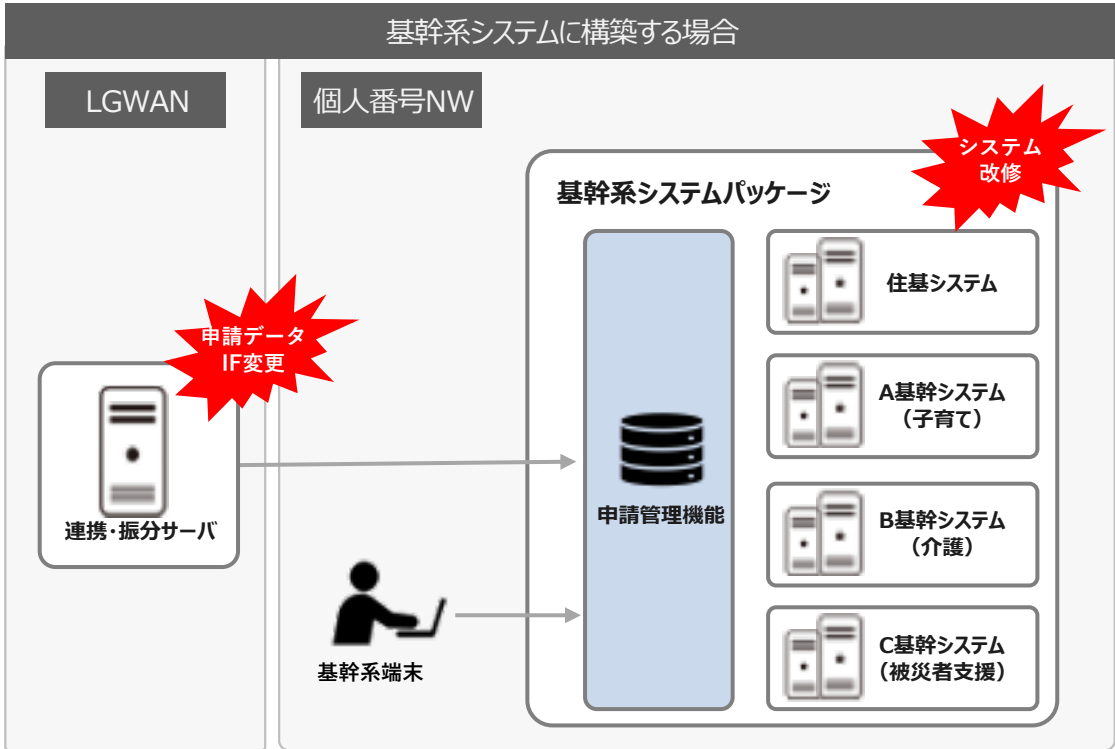 基幹系システムに構築する場合
LGWAN
個人番号NW
システム
改修
基幹系システムパッケージ
住基システム
申請データ
IF変更
A基幹システム
（子育て）
連携・振分サーバ
申請管理機能
B基幹システム
（介護）
基幹系端末
C基幹システム
（被災者支援）